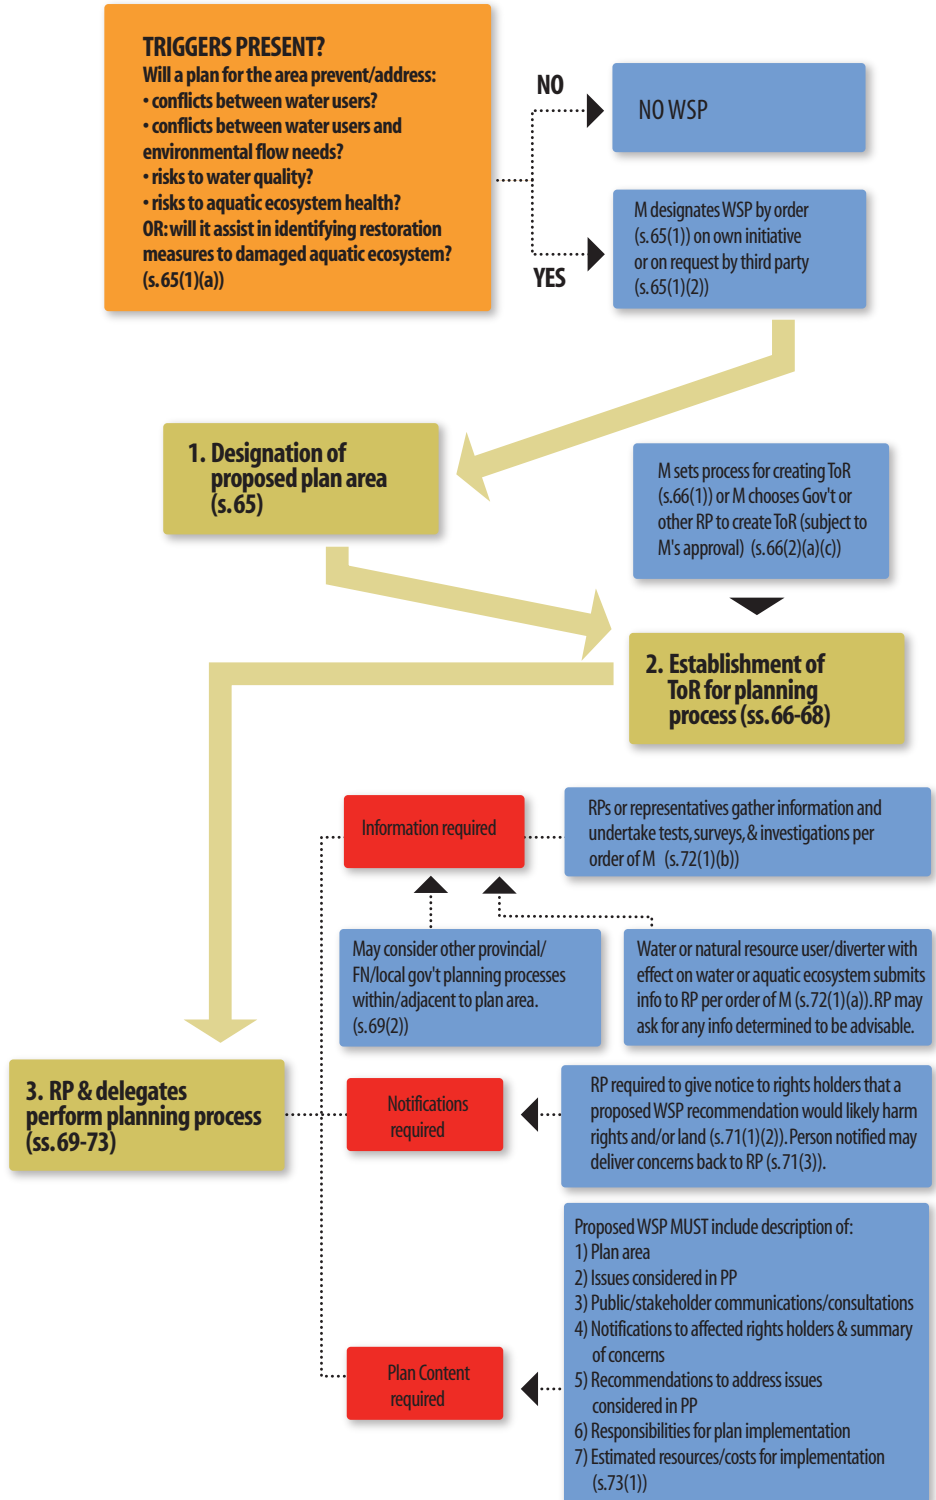 TRIGGERS PRESENT?
Will a plan for the area prevent/address:
• conflicts between water users?
• conflicts between water users and
environmental flow needs?
• risks to water quality?
• risks to aquatic ecosystem health?
OR: will it assist in identifying restoration
measures to damaged aquatic ecosystem?
(s.65(1)(a))
NO
NO WSP
YES
M designates WSP by order
(s.65(1)) on own initiative
or on request by third party
(s.65(1)(2))
1. Designation of
proposed plan area
(s.65)
M sets process for creating ToR
(s.66(1)) or M chooses Gov't or
other RP to create ToR (subject to
M's approval) (s.66(2)(a)(c))
2. Establishment of
ToR for planning
process (ss.66-68)
Information required
RPs or representatives gather information and
undertake tests, surveys, & investigations per
order of M (s.72(1)(b))
May consider other provincial/
FN/local gov't planning processes
within/adjacent to plan area.
(s.69(2))
Water or natural resource user/diverter with
effect on water or aquatic ecosystem submits
info to RP per order of M (s.72(1)(a)). RP may
ask for any info determined to be advisable.
3. RP & delegates
perform planning process
(ss.69-73)
Notifications
required
RP required to give notice to rights holders that a
proposed WSP recommendation would likely harm
rights and/or land (s.71(1)(2)). Person notified may
deliver concerns back to RP (s.71(3)).
Plan Content
required
Proposed WSP MUST include description of:
1) Plan area
2) Issues considered in PP
3) Public/stakeholder communications/consultations
4) Notifications to affected rights holders & summary
of concerns
5) Recommendations to address issues
considered in PP
6) Responsibilities for plan implementation
7) Estimated resources/costs for implementation
(s.73(1))